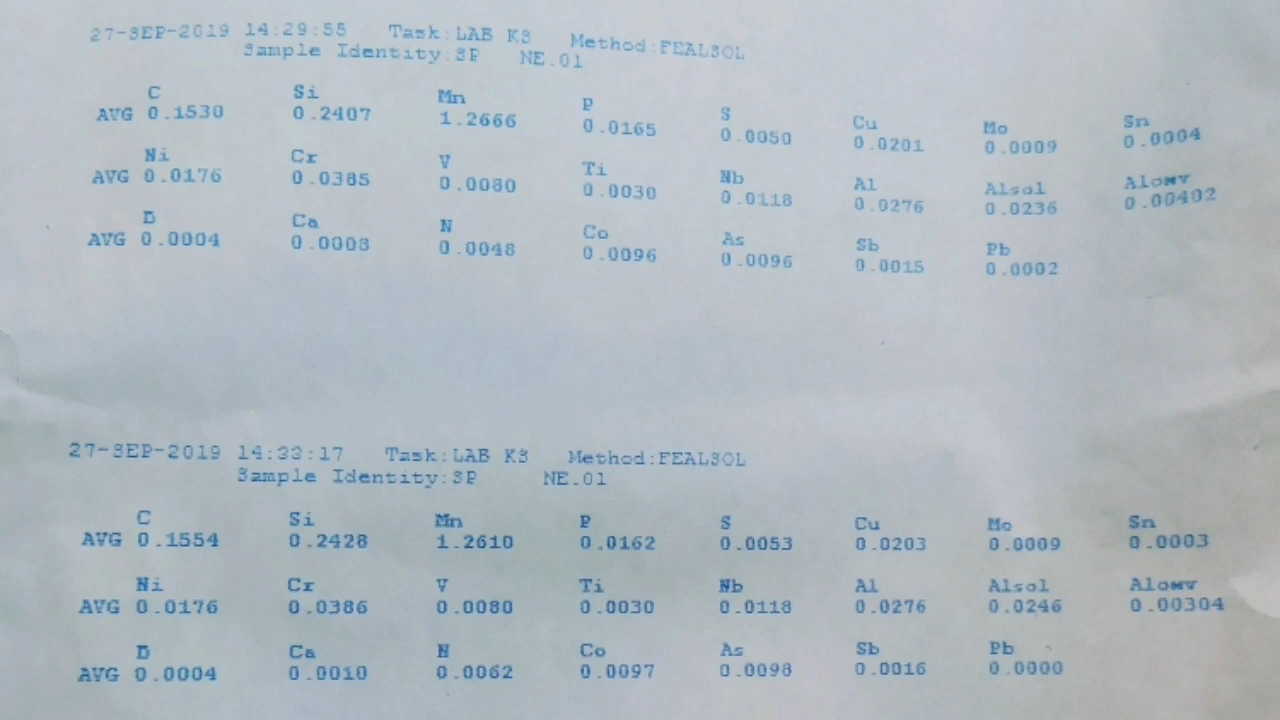 27-SEP-2019 14:29:55 Task:LAB KS Method:FEALSOL
Sample Identity:SP NE.01
C Si Mn P S Cu Mo Sn
AVG 0.1530 0.2407 1.2666 0.0165 0.0050 0.0201 0.0009 0.0004
Ni Cr V Ti Nb Al Alsol Aloxy
AVG 0.0176 0.0385 0.0080 0.0030 0.0118 0.0276 0.0236 0.00402
B Ca N Co As Sb Pb
AVG 0.0004 0.0008 0.0048 0.0096 0.0096 0.0015 0.0002
27-SEP-2019 14:33:17 Task:LAB KS Method:FEALSOL
Sample Identity:SP NE.01
C Si Mn P S Cu Mo Sn
AVG 0.1554 0.2428 1.2610 0.0162 0.0053 0.0203 0.0009 0.0003
Ni Cr V Ti Nb Al Alsol Aloxy
AVG 0.0176 0.0386 0.0080 0.0030 0.0118 0.0276 0.0246 0.00304
B Ca N Co As Sb Pb
AVG 0.0004 0.0010 0.0062 0.0097 0.0098 0.0016 0.0000